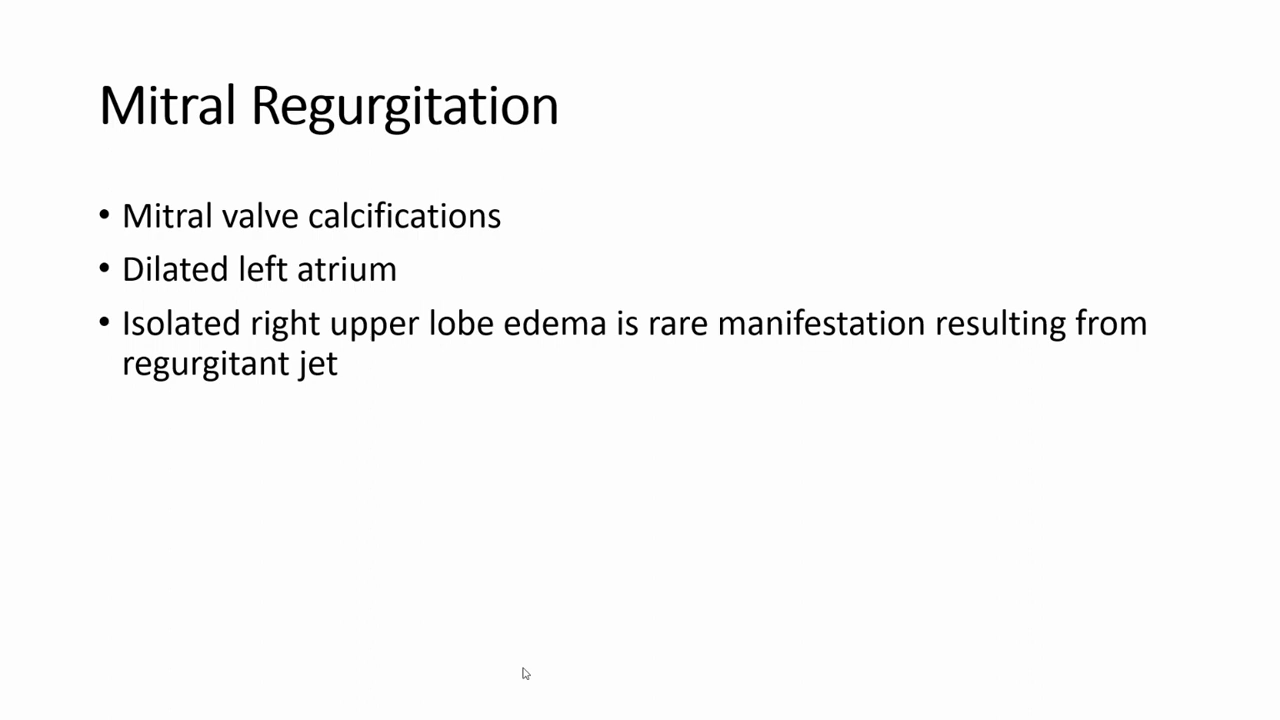 Mitral Regurgitation
• Mitral valve calcifications
• Dilated left atrium
• Isolated right upper lobe edema is rare manifestation resulting from
regurgitant jet